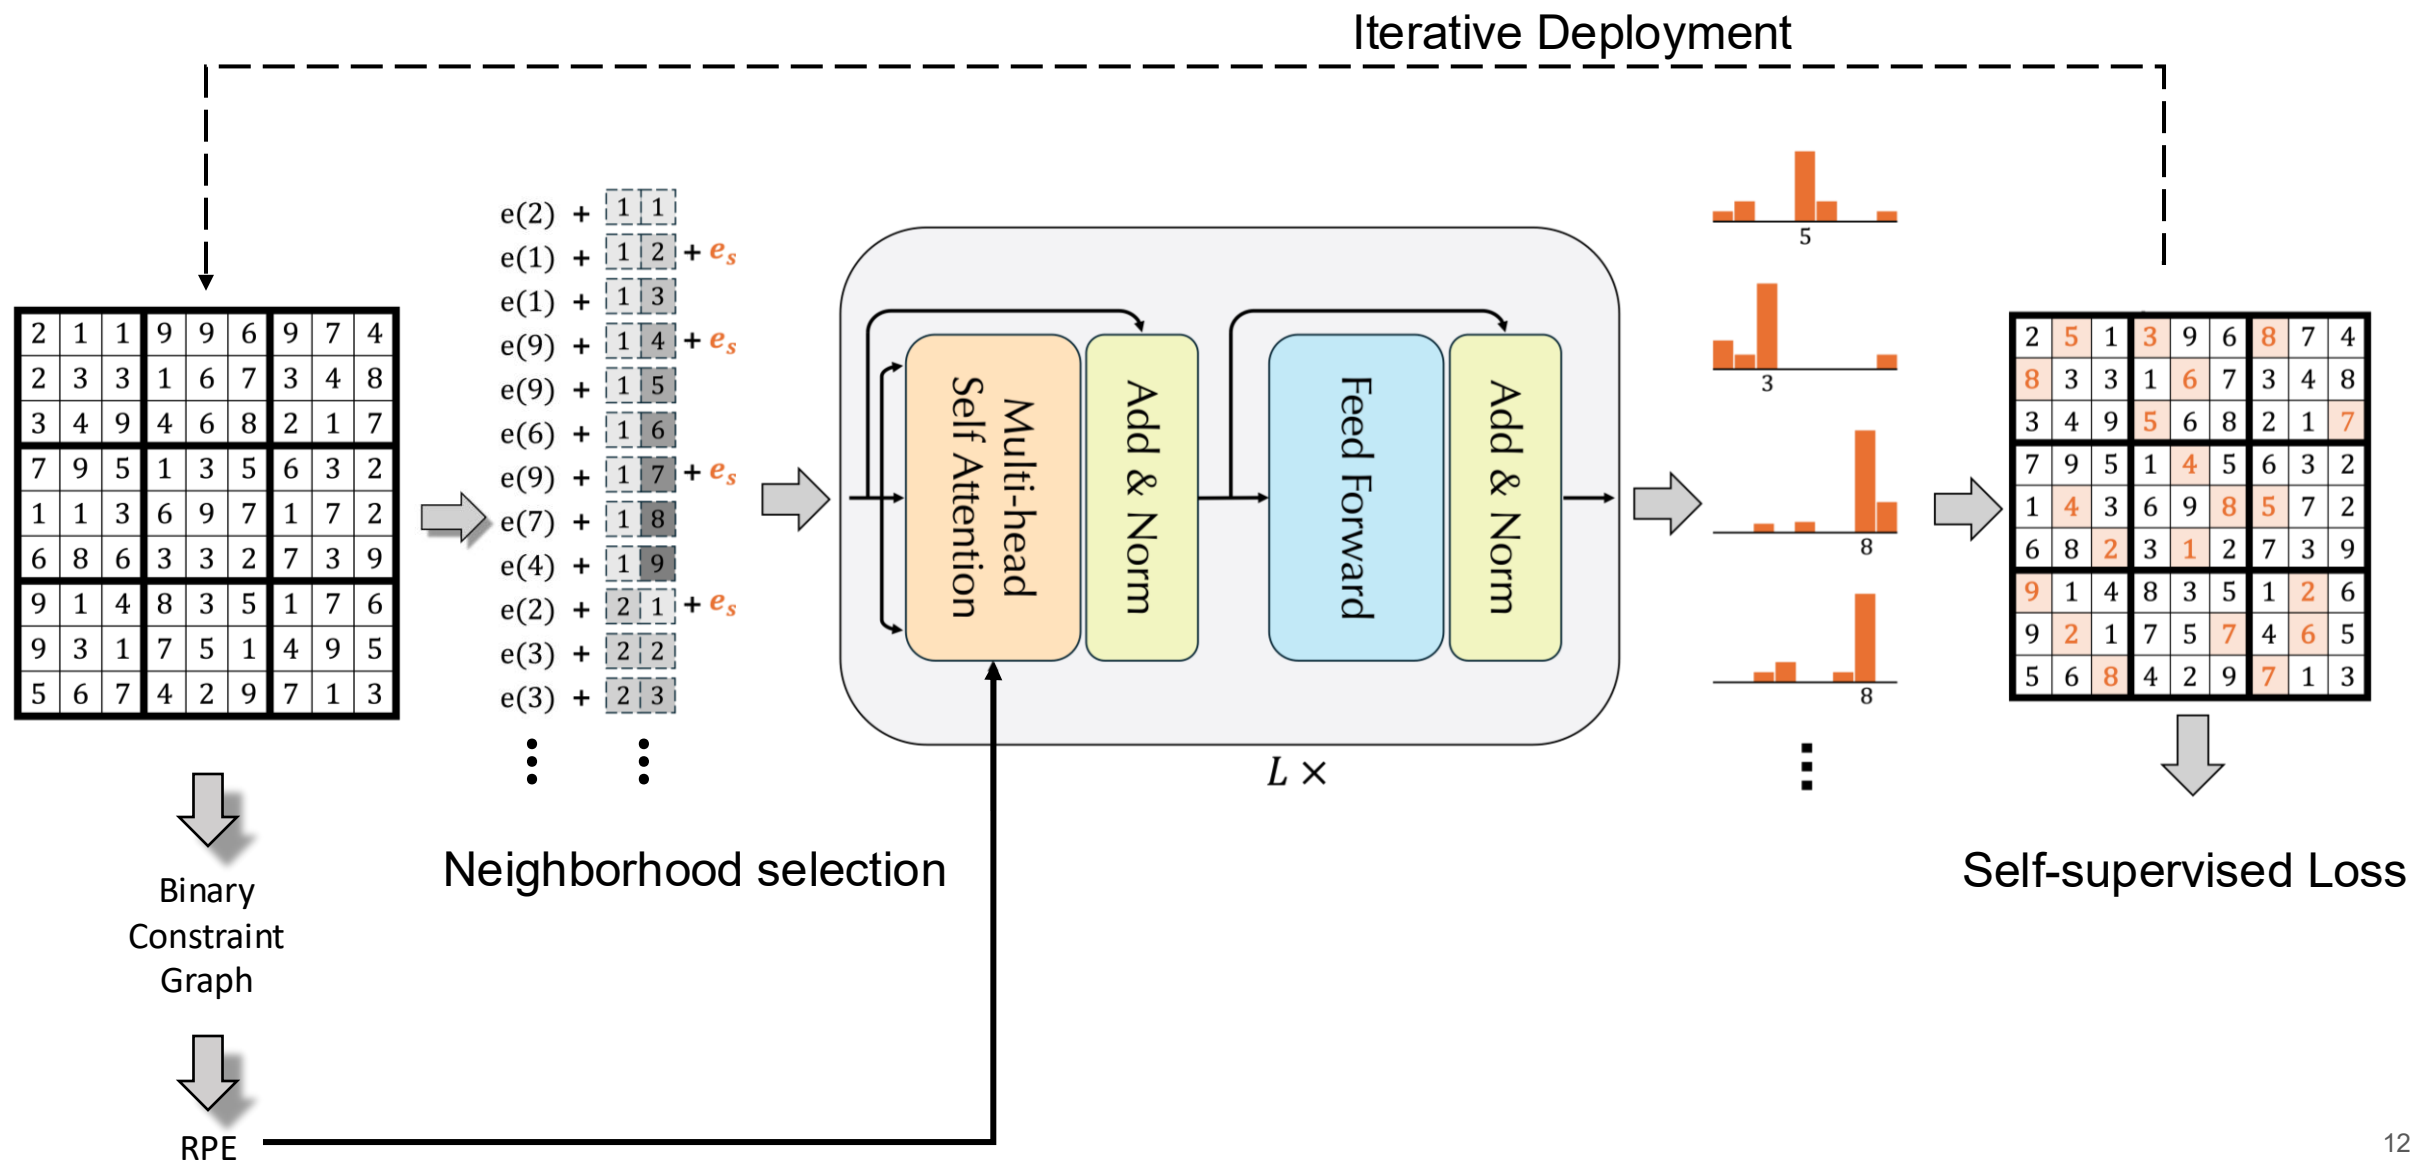 Iterative Deployment
2 1 1 9 9 6 9 7 4
2 3 3 1 6 7 3 4 8
3 4 9 4 6 8 2 1 7
7 9 5 1 3 5 6 3 2
1 1 3 6 9 7 1 7 2
6 8 6 3 3 2 7 3 9
9 1 4 8 3 5 1 7 6
9 3 1 7 5 1 4 9 5
5 6 7 4 2 9 7 1 3
Binary
Constraint
Graph
RPE
e(2) + 1 1
e(1) + 1 2 + e_s
e(1) + 1 3
e(9) + 1 4 + e_s
e(9) + 1 5
e(6) + 1 6
e(9) + 1 7 + e_s
e(7) + 1 8
e(4) + 1 9
e(2) + 2 1 + e_s
e(3) + 2 2
e(3) + 2 3
Neighborhood selection
Multi-head
Self Attention
Add & Norm
Feed Forward
Add & Norm
L ×
5
3
8
8
2 5 1 3 9 6 8 7 4
8 3 3 1 6 7 3 4 8
3 4 9 5 6 8 2 1 7
7 9 5 1 4 5 6 3 2
1 4 3 6 9 8 5 7 2
6 8 2 3 1 2 7 3 9
9 1 4 8 3 5 1 2 6
9 2 1 7 5 7 4 6 5
5 6 8 4 2 9 7 1 3
Self-supervised Loss
12